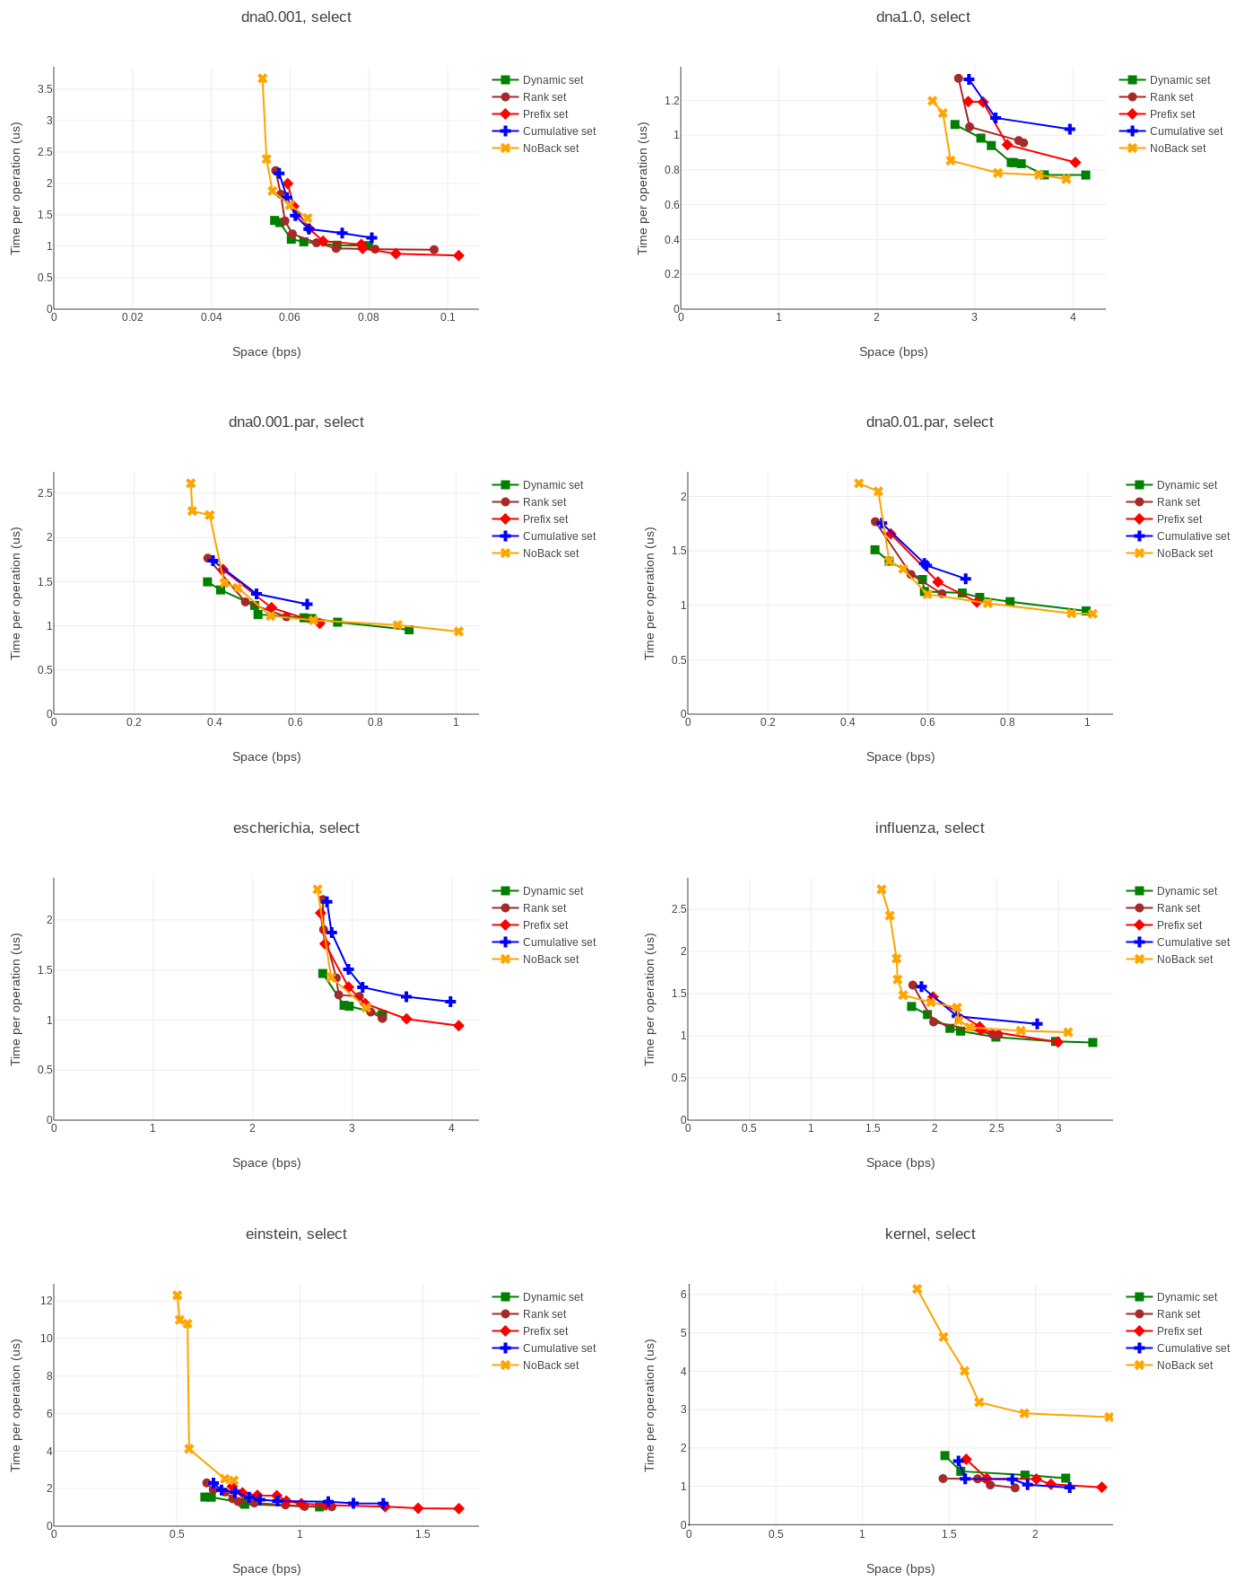 dna0.001, select
Time per operation (us)
3.5
3
2.5
2
1.5
1
0.5
0
0
0.02
0.04
0.06
0.08
0.1
Space (bps)
Dynamic set
Rank set
Prefix set
Cumulative set
NoBack set
dna1.0, select
Time per operation (us)
1.2
1
0.8
0.6
0.4
0.2
0
0
1
2
3
4
Space (bps)
Dynamic set
Rank set
Prefix set
Cumulative set
NoBack set
dna0.001.par, select
Time per operation (us)
2.5
2
1.5
1
0.5
0
0
0.2
0.4
0.6
0.8
1
Space (bps)
Dynamic set
Rank set
Prefix set
Cumulative set
NoBack set
dna0.01.par, select
Time per operation (us)
2
1.5
1
0.5
0
0
0.2
0.4
0.6
0.8
1
Space (bps)
Dynamic set
Rank set
Prefix set
Cumulative set
NoBack set
escherichia, select
Time per operation (us)
2
1.5
1
0.5
0
0
1
2
3
4
Space (bps)
Dynamic set
Rank set
Prefix set
Cumulative set
NoBack set
influenza, select
Time per operation (us)
2.5
2
1.5
1
0.5
0
0
0.5
1
1.5
2
2.5
3
Space (bps)
Dynamic set
Rank set
Prefix set
Cumulative set
NoBack set
einstein, select
Time per operation (us)
12
10
8
6
4
2
0
0
0.5
1
1.5
Space (bps)
Dynamic set
Rank set
Prefix set
Cumulative set
NoBack set
kernel, select
Time per operation (us)
6
5
4
3
2
1
0
0
0.5
1
1.5
2
Space (bps)
Dynamic set
Rank set
Prefix set
Cumulative set
NoBack set